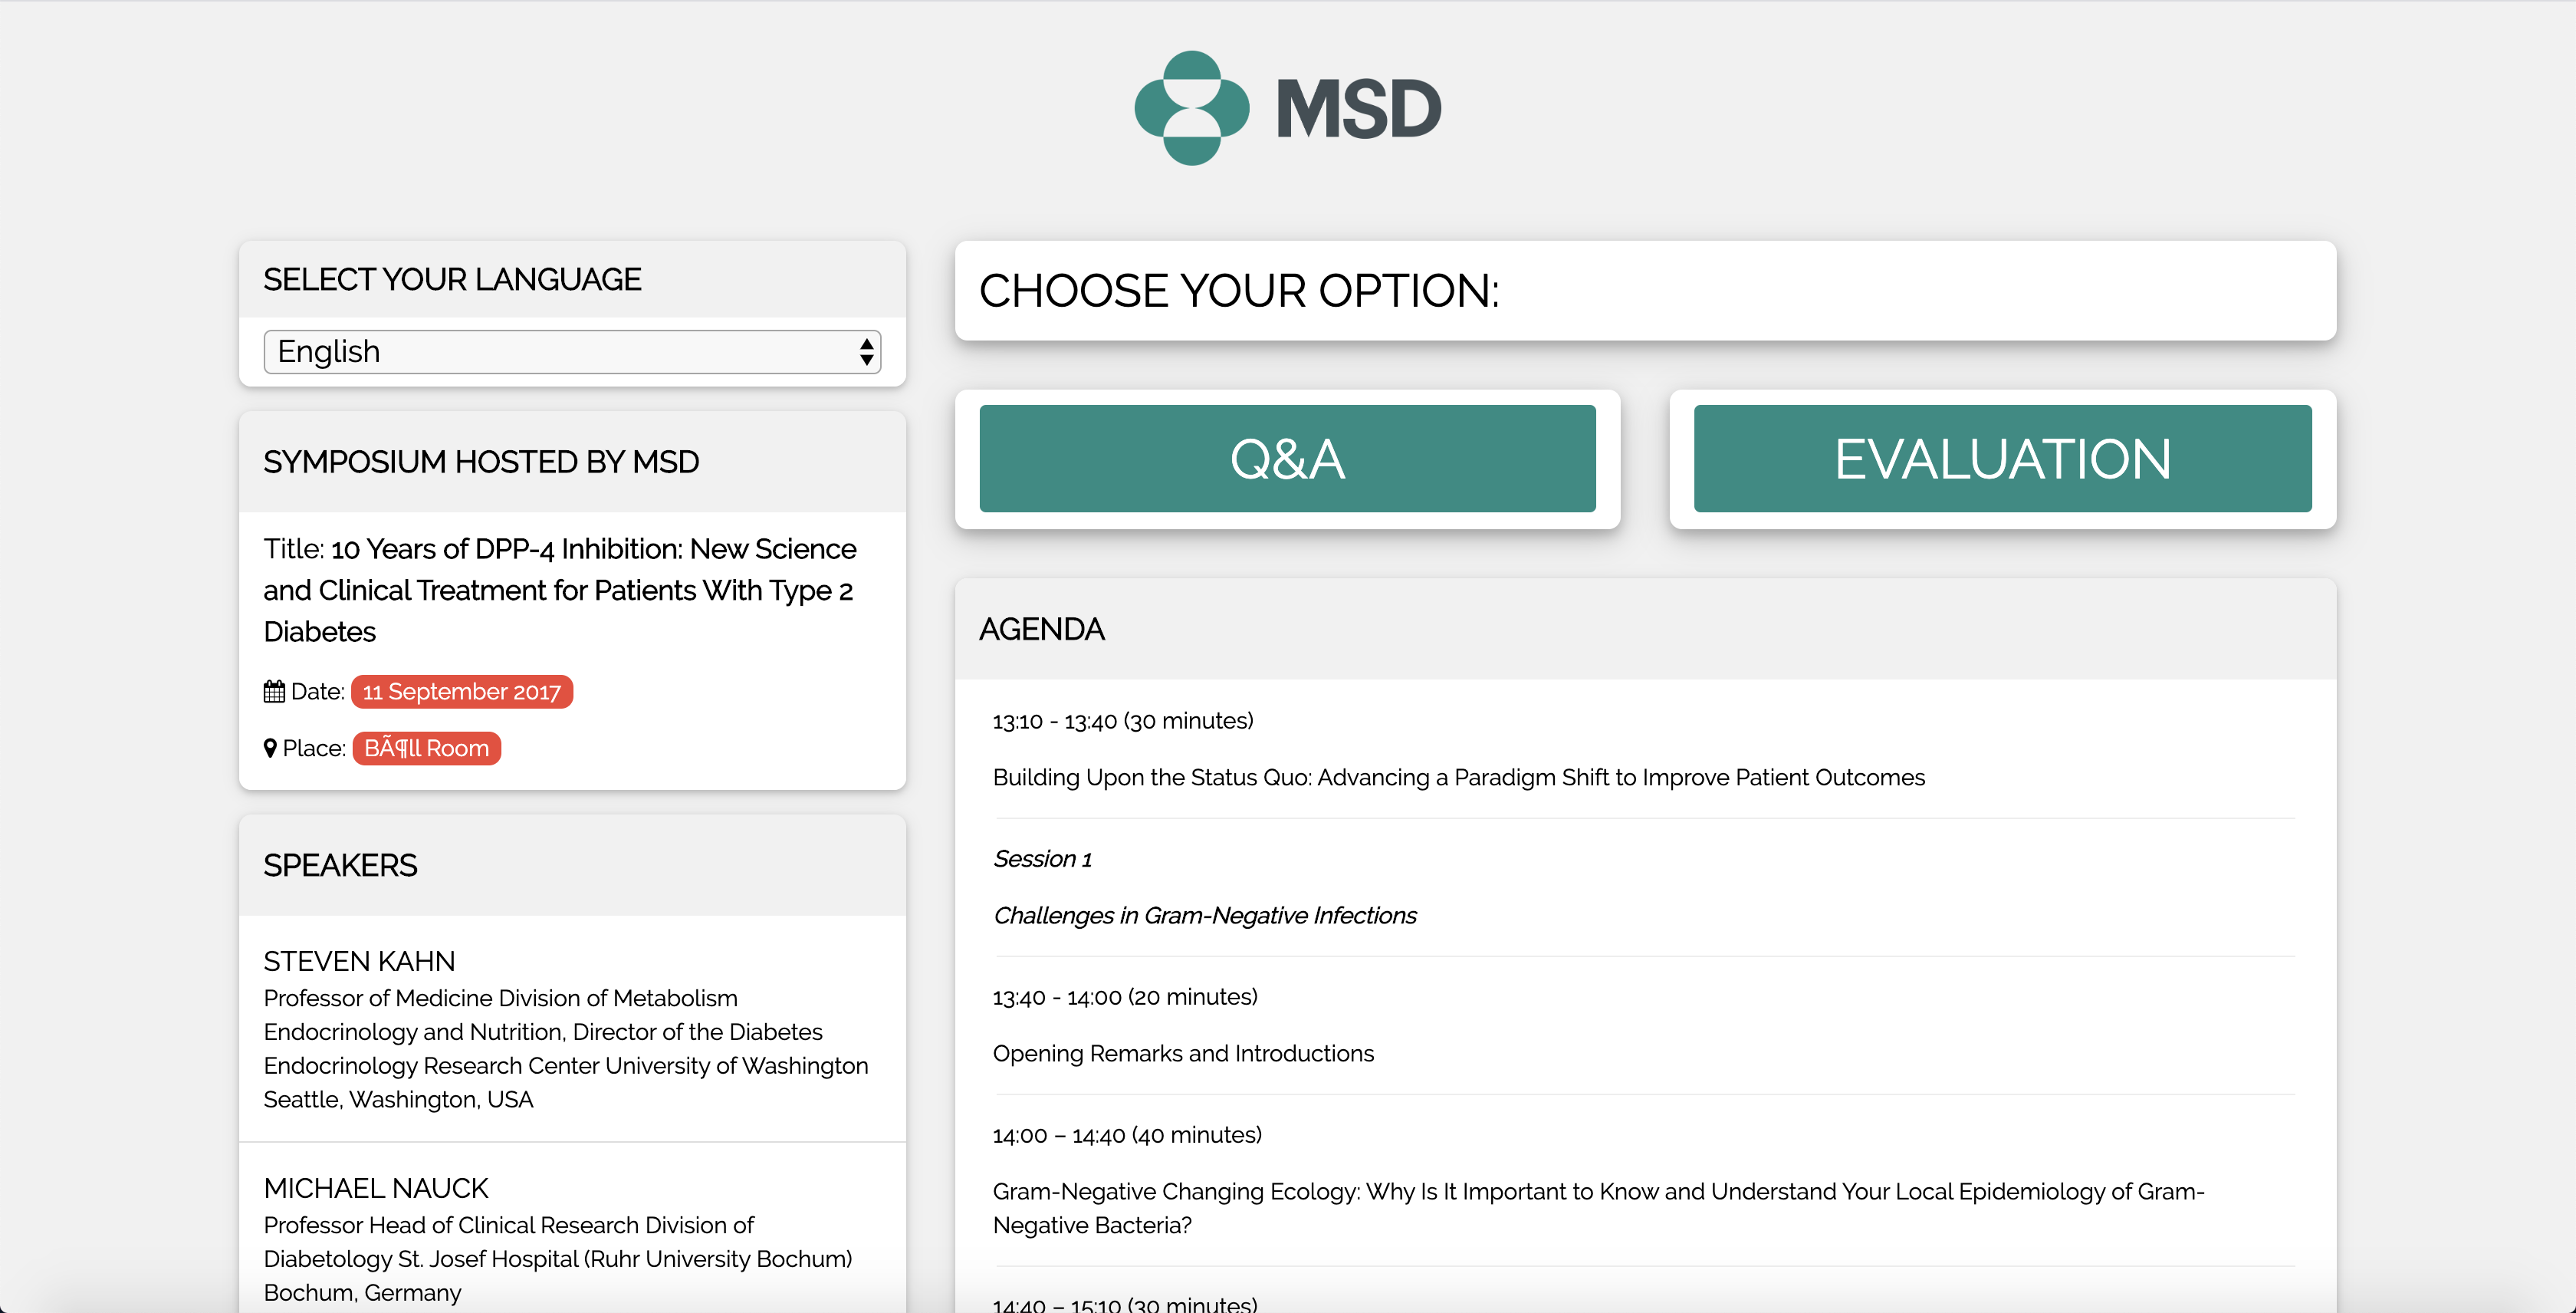 MSD
SELECT YOUR LANGUAGE
English
SYMPOSIUM HOSTED BY MSD
Title: 10 Years of DPP-4 Inhibition: New Science
and Clinical Treatment for Patients With Type 2
Diabetes
Date: 11 September 2017
Place: BÃ¶ll Room
SPEAKERS
STEVEN KAHN
Professor of Medicine Division of Metabolism
Endocrinology and Nutrition, Director of the Diabetes
Endocrinology Research Center University of Washington
Seattle, Washington, USA
MICHAEL NAUCK
Professor Head of Clinical Research Division of
Diabetology St. Josef Hospital (Ruhr University Bochum)
Bochum, Germany
CHOOSE YOUR OPTION:
Q&A
EVALUATION
AGENDA
13:10 - 13:40 (30 minutes)
Building Upon the Status Quo: Advancing a Paradigm Shift to Improve Patient Outcomes
Session 1
Challenges in Gram-Negative Infections
13:40 - 14:00 (20 minutes)
Opening Remarks and Introductions
14:00 – 14:40 (40 minutes)
Gram-Negative Changing Ecology: Why Is It Important to Know and Understand Your Local Epidemiology of Gram-
Negative Bacteria?
14:40 – 15:10 (30 minutes)